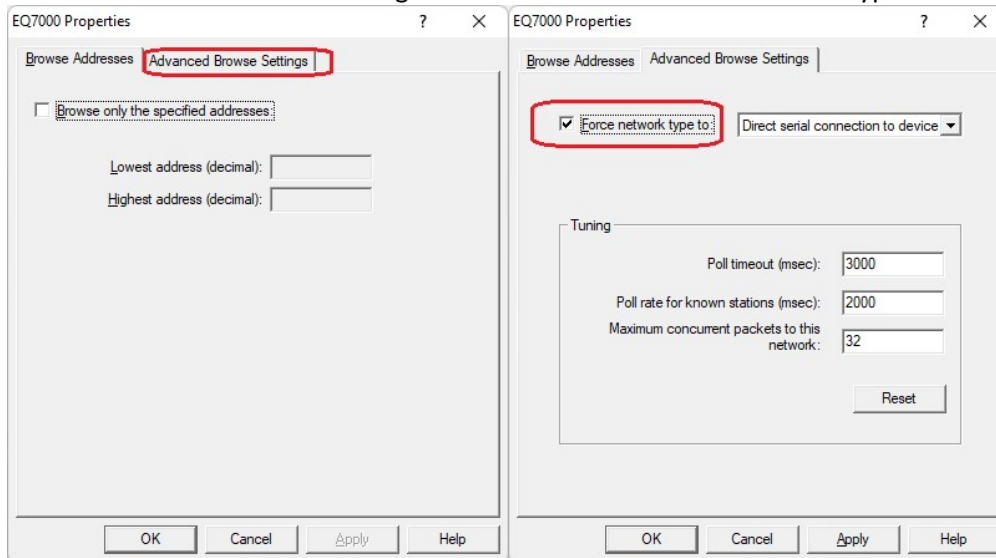 EQ7000 Properties ? ×
Browse Addresses Advanced Browse Settings
Browse only the specified addresses:
Lowest address (decimal):
Highest address (decimal):
OK Cancel Apply Help
EQ7000 Properties ? ×
Browse Addresses Advanced Browse Settings
Force network type to: Direct serial connection to device
Tuning
Poll timeout (msec): 3000
Poll rate for known stations (msec): 2000
Maximum concurrent packets to this
network: 32
Reset
OK Cancel Apply Help